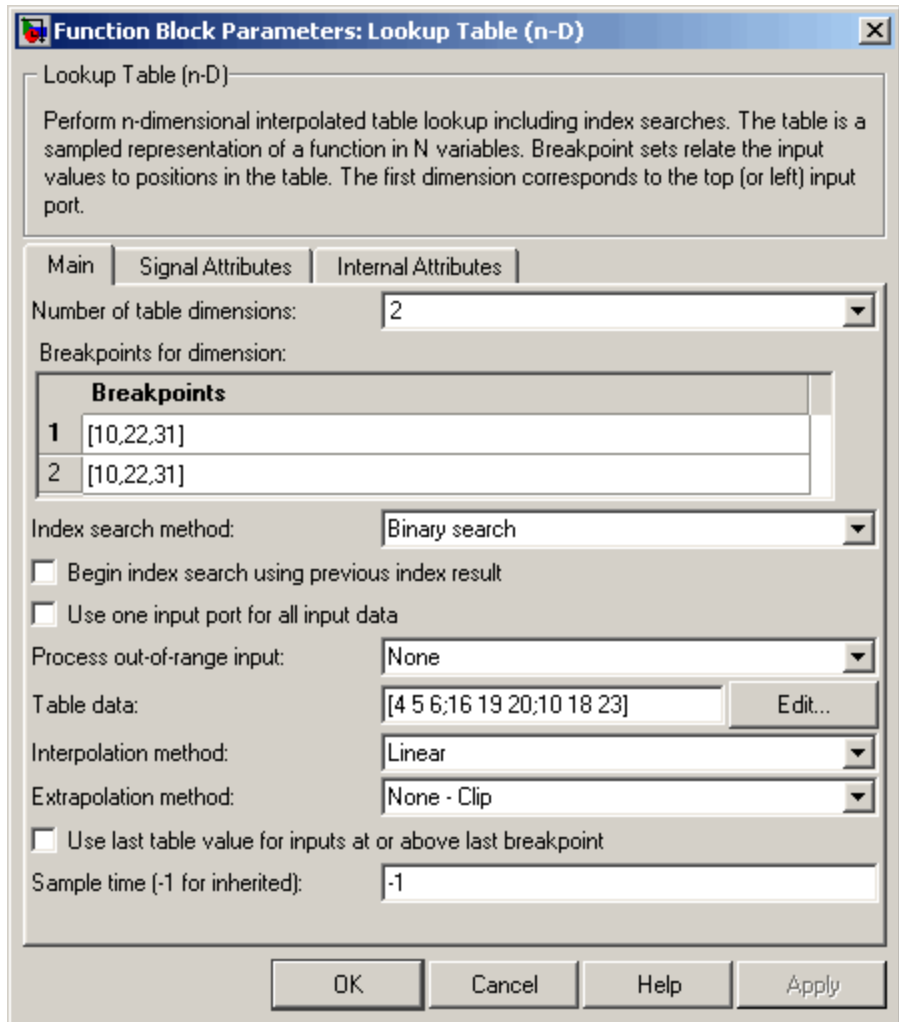 Function Block Parameters: Lookup Table (n-D)
Lookup Table (n-D)
Perform n-dimensional interpolated table lookup including index searches. The table is a
sampled representation of a function in N variables. Breakpoint sets relate the input
values to positions in the table. The first dimension corresponds to the top (or left) input
port.
Main Signal Attributes Internal Attributes
Number of table dimensions: 2
Breakpoints for dimension:
Breakpoints
1 [10,22,31]
2 [10,22,31]
Index search method: Binary search
Begin index search using previous index result
Use one input port for all input data
Process out-of-range input: None
Table data: [4 5 6;16 19 20;10 18 23] Edit...
Interpolation method: Linear
Extrapolation method: None - Clip
Use last table value for inputs at or above last breakpoint
Sample time (-1 for inherited): -1
OK Cancel Help Apply